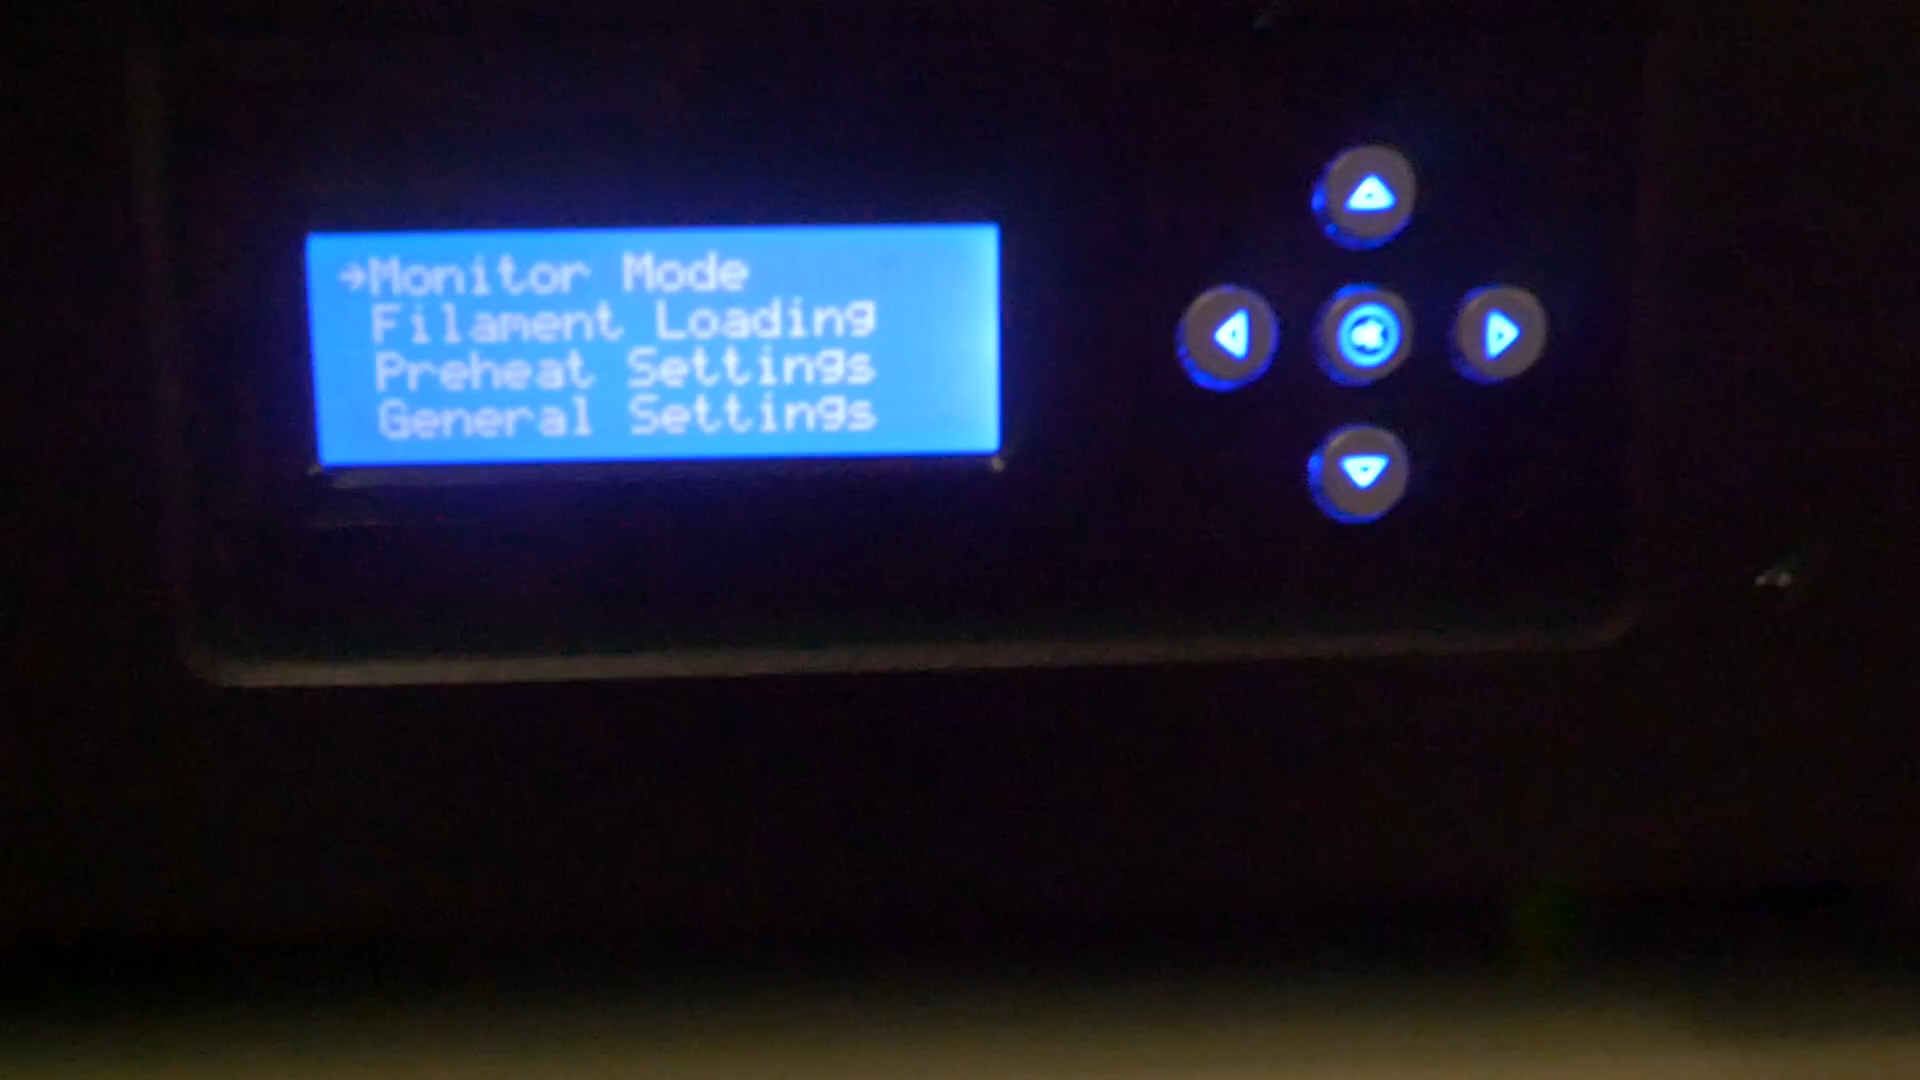 →Monitor Mode
Filament Loading
Preheat Settings
General Settings